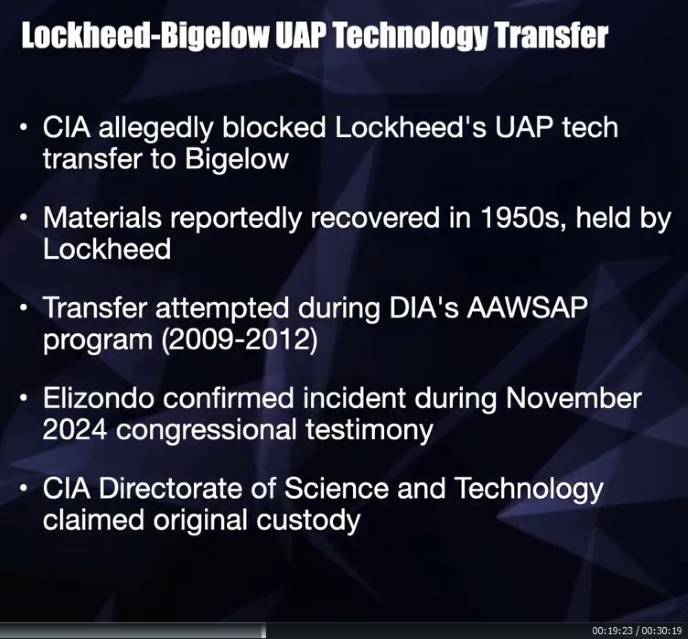 Lockheed-Bigelow UAP Technology Transfer
• CIA allegedly blocked Lockheed's UAP tech
transfer to Bigelow
• Materials reportedly recovered in 1950s, held by
Lockheed
• Transfer attempted during DIA's AAWSAP
program (2009-2012)
• Elizondo confirmed incident during November
2024 congressional testimony
• CIA Directorate of Science and Technology
claimed original custody
00:19:23 / 00:30:19